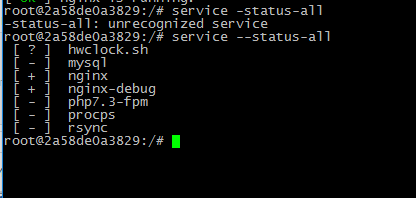 root@2a58de0a3829:/# service -status-all
-status-all: unrecognized service
root@2a58de0a3829:/# service --status-all
[ ? ] hwclock.sh
[ - ] mysql
[ + ] nginx
[ + ] nginx-debug
[ - ] php7.3-fpm
[ - ] procps
[ - ] rsync
root@2a58de0a3829:/#